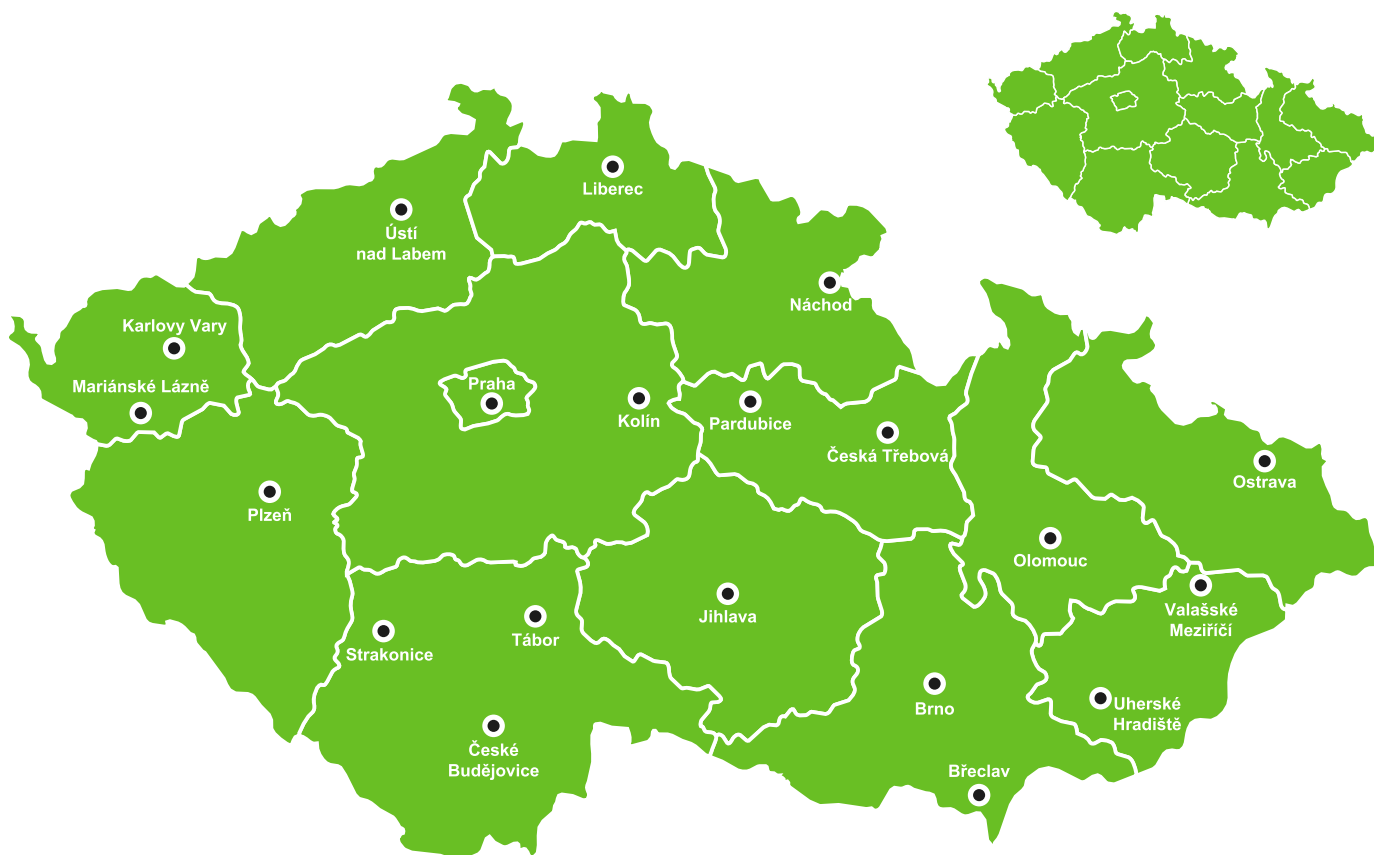 Liberec
Ústí
nad Labem
Náchod
Karlovy Vary
Mariánské Lázně
Praha
Kolín
Pardubice
Česká Třebová
Ostrava
Plzeň
Olomouc
Valašské
Meziříčí
Jihlava
Tábor
Strakonice
Brno
Uherské
Hradiště
České
Budějovice
Břeclav